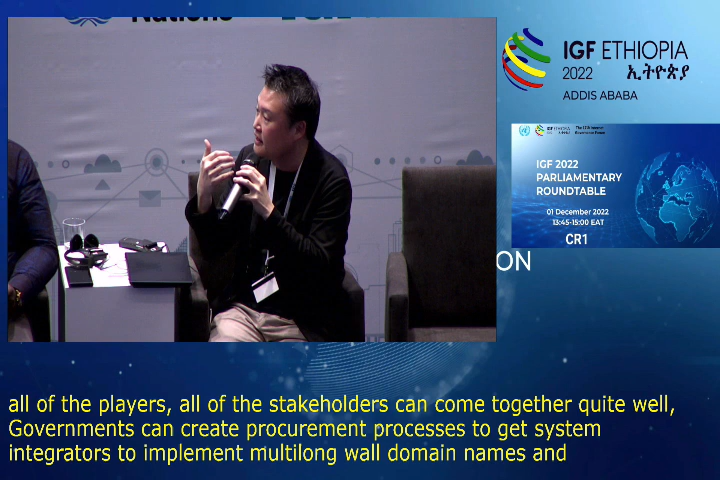 Nations
IGF ETHIOPIA
2022 ኢትዮጵያ
ADDIS ABABA
IGF 2022
PARLIAMENTARY
ROUNDTABLE
01 December 2022
13:45-15:00 EAT
CR1
ON
all of the players, all of the stakeholders can come together quite well,
Governments can create procurement processes to get system
integrators to implement multilong wall domain names and